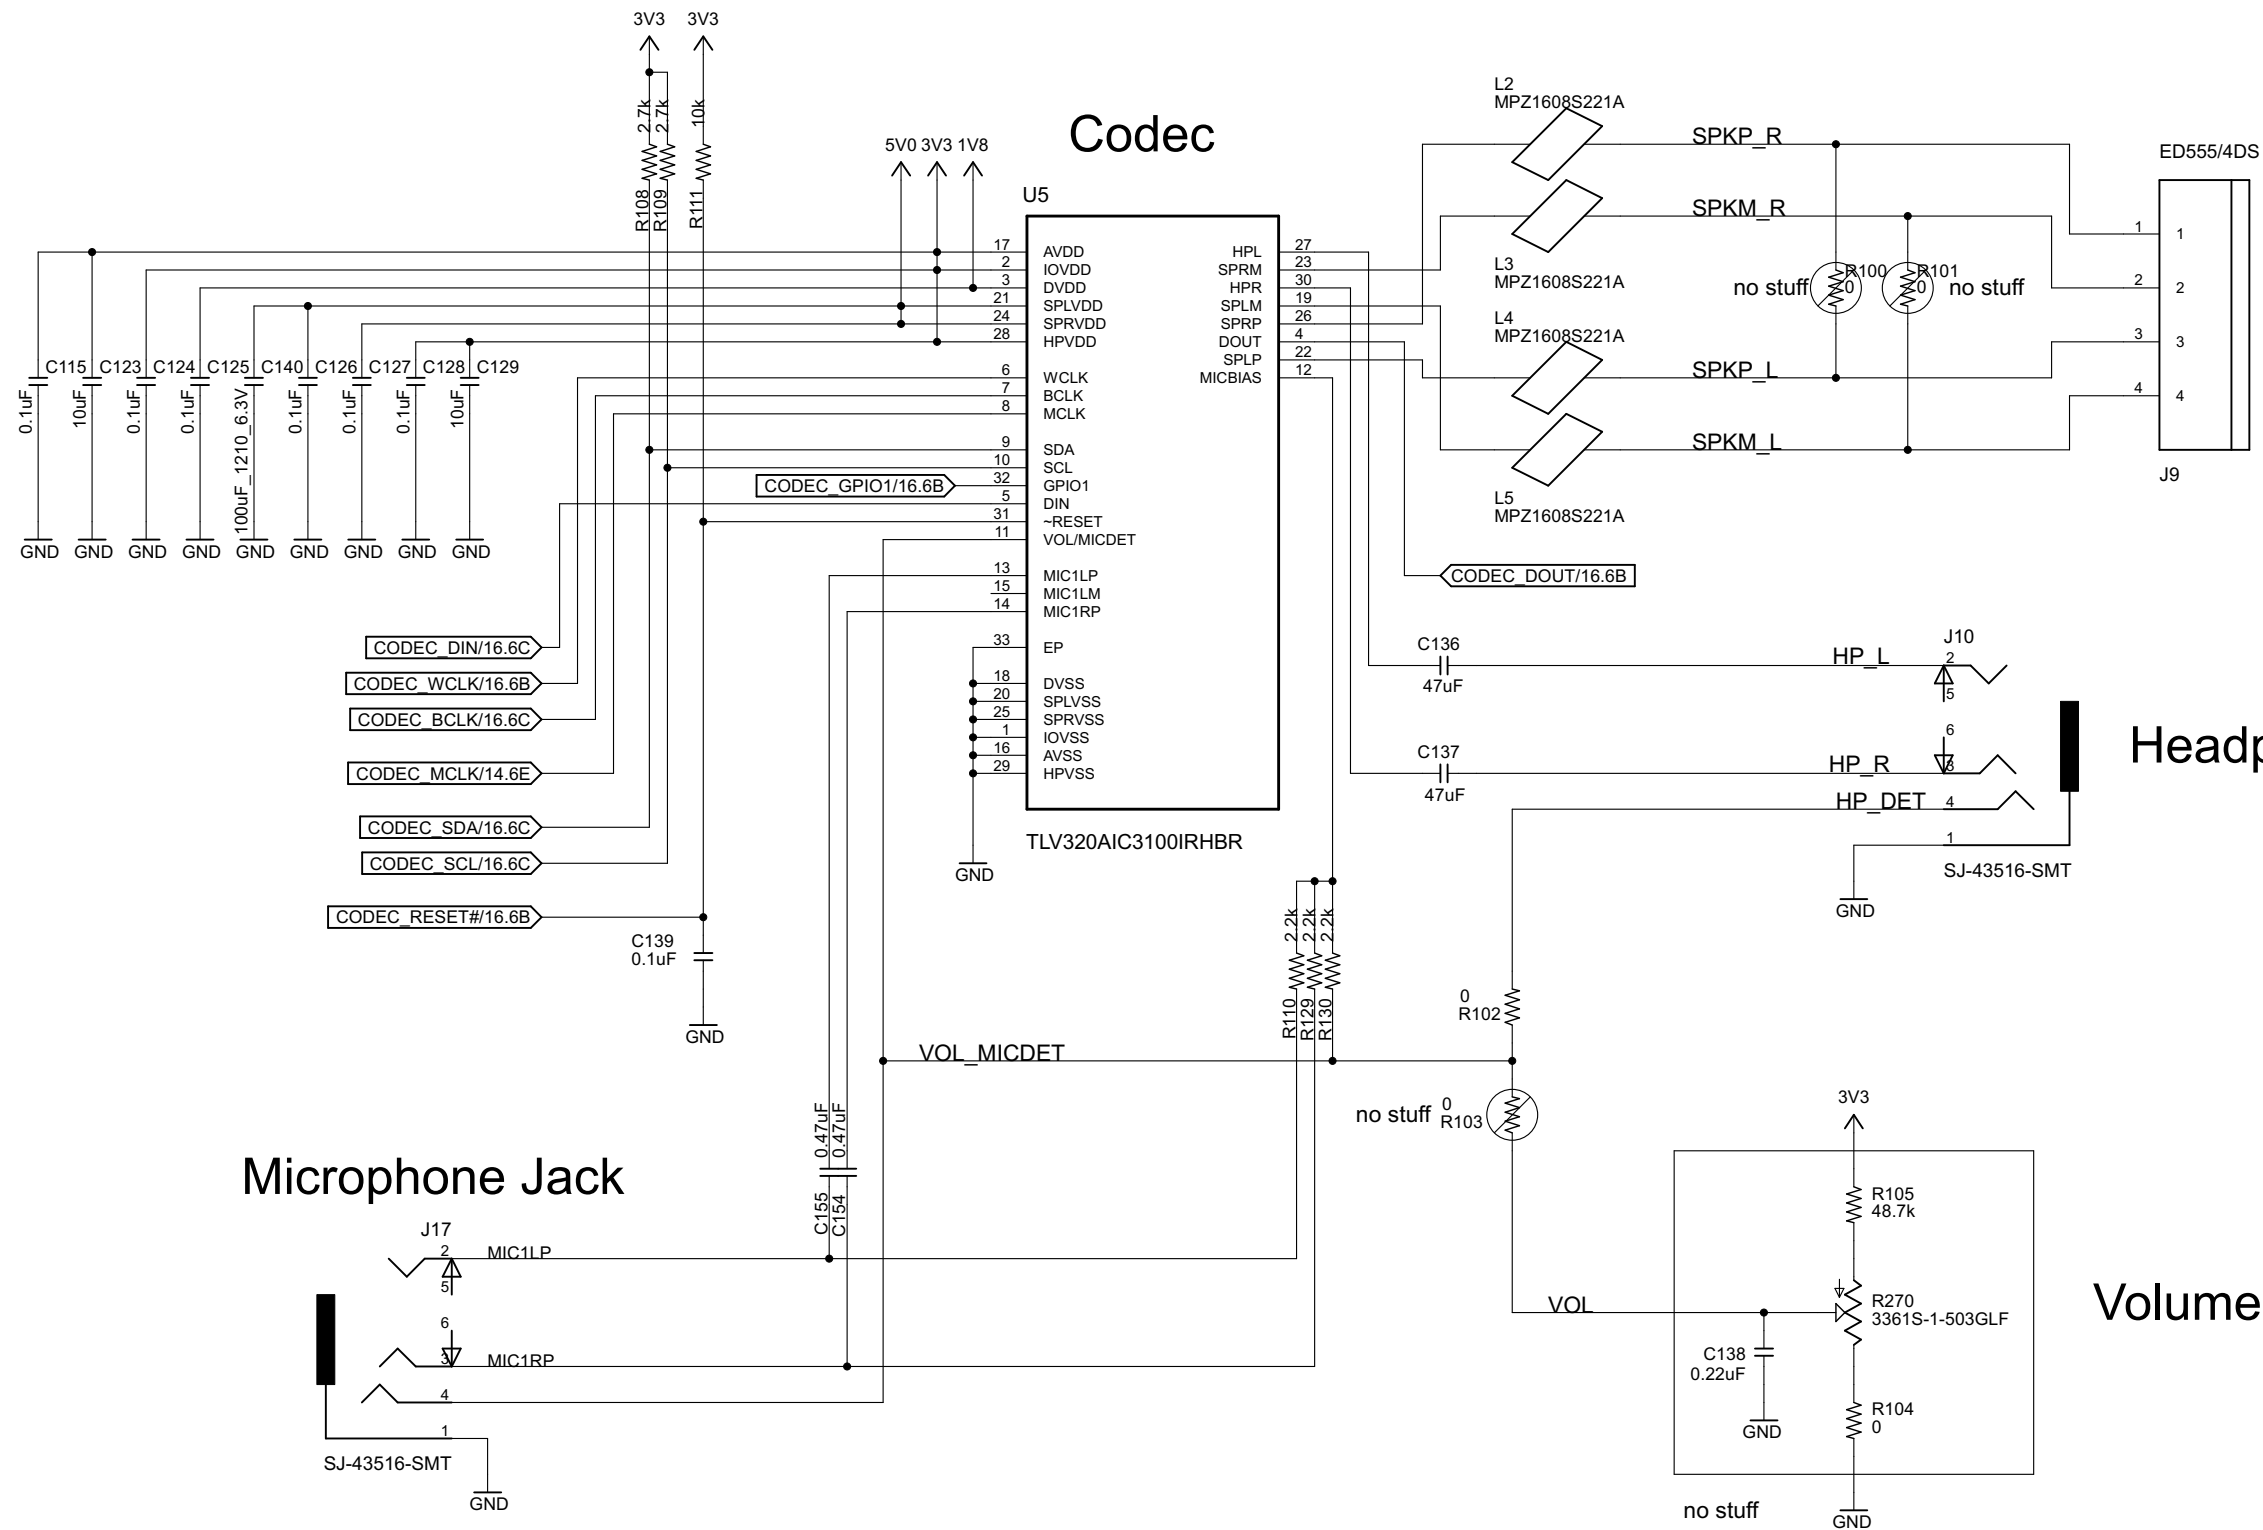 3V3 3V3
2.7k
2.7k
10k
R108
R109
R111
Codec
5V0 3V3 1V8
U5
17 AVDD
2 IOVDD
3 DVDD
21 SPLVDD
24 SPRVDD
28 HPVDD
6 WCLK
7 BCLK
8 MCLK
9 SDA
10 SCL
32 GPIO1
5 DIN
31 ~RESET
11 VOL/MICDET
13 MIC1LP
15 MIC1LM
14 MIC1RP
33 EP
18 DVSS
20 SPLVSS
25 SPRVSS
1 IOVSS
16 AVSS
29 HPVSS
HPL 27
SPRM 23
HPR 30
SPLM 19
SPRP 26
DOUT 4
SPLP 22
MICBIAS 12
TLV320AIC3100IRHBR
GND
C115 C123 C124 C125 C140 C126 C127 C128 C129
0.1uF
10uF
0.1uF
0.1uF
100uF_1210_6.3V
0.1uF
0.1uF
0.1uF
10uF
GND GND GND GND GND GND GND GND GND
CODEC_GPIO1/16.6B
CODEC_DIN/16.6C
CODEC_WCLK/16.6B
CODEC_BCLK/16.6C
CODEC_MCLK/14.6E
CODEC_SDA/16.6C
CODEC_SCL/16.6C
CODEC_RESET#/16.6B
C139
0.1uF
GND
L2
MPZ1608S221A
SPKP_R
SPKM_R
L3
MPZ1608S221A
L4
MPZ1608S221A
SPKP_L
SPKM_L
L5
MPZ1608S221A
no stuff
R100
0
R101
0
no stuff
ED555/4DS
1 1
2 2
3 3
4 4
J9
CODEC_DOUT/16.6B
C136
47uF
HP_L
J10
2
5
6
C137
47uF
HP_R
3
HP_DET 4
1
SJ-43516-SMT
GND
Headp
2.2k
2.2k
2.2k
R110
R129
R130
0
R102
VOL_MICDET
no stuff
0
R103
0.47uF
0.47uF
C155
C154
Microphone Jack
J17
2 MIC1LP
5
6
3 MIC1RP
4
1
SJ-43516-SMT
GND
VOL
3V3
R105
48.7k
R270
3361S-1-503GLF
C138
0.22uF
GND
R104
0
GND
no stuff
Volume